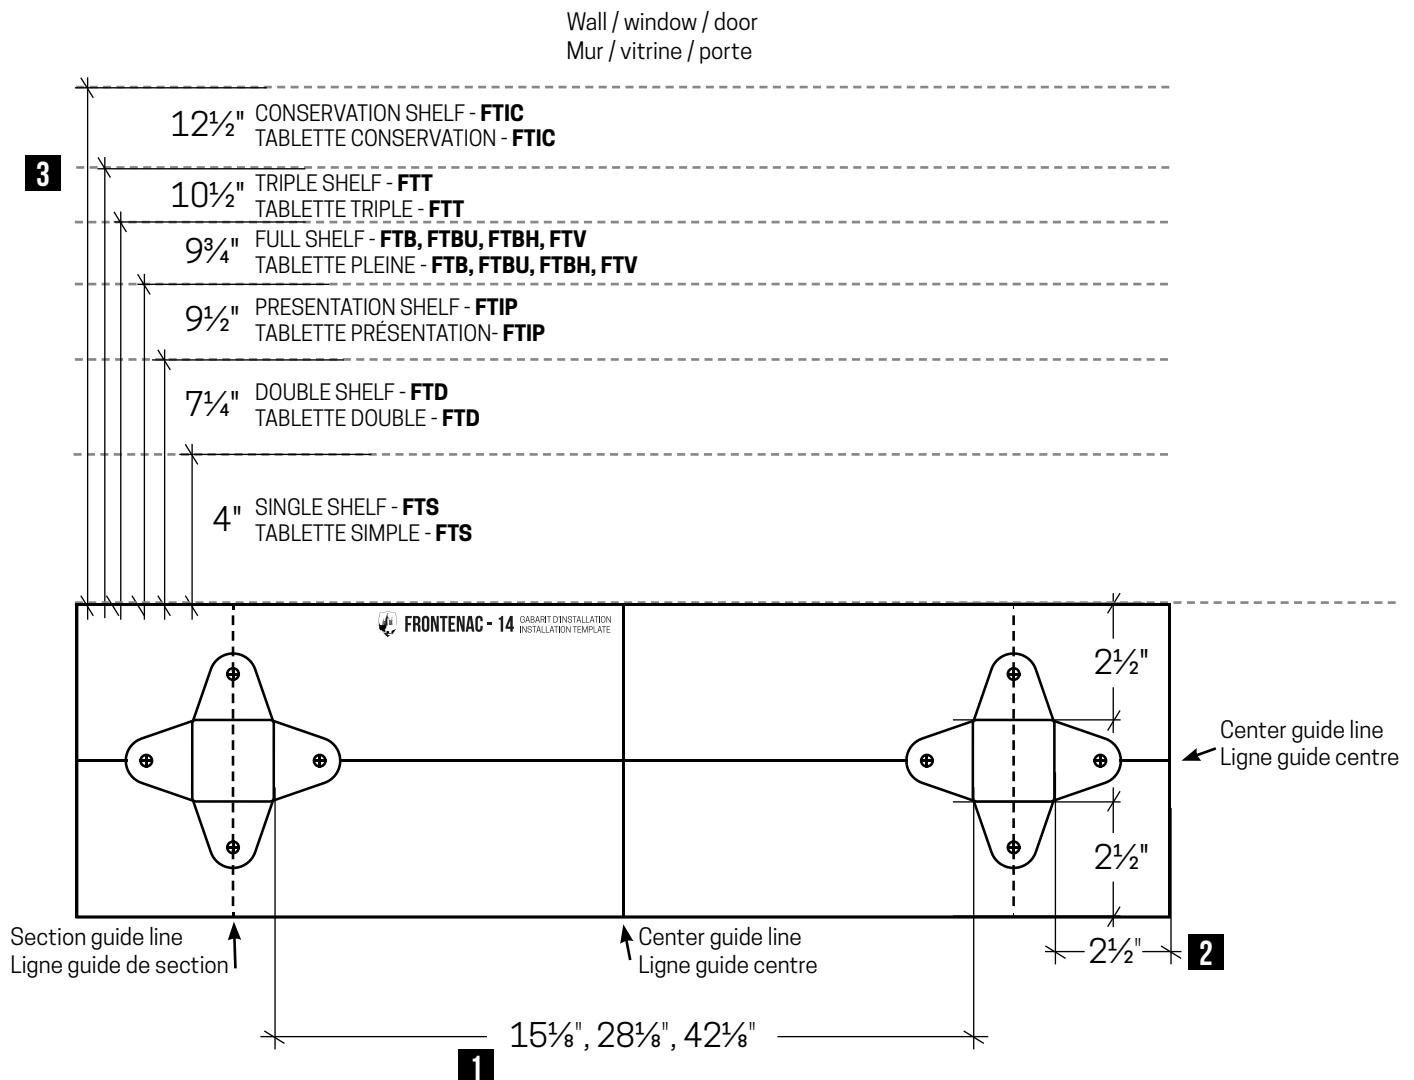 Wall / window / door
Mur / vitrine / porte
12½" CONSERVATION SHELF - FTIC
TABLETTE CONSERVATION - FTIC
3
10½" TRIPLE SHELF - FTT
TABLETTE TRIPLE - FTT
9¾" FULL SHELF - FTB, FTBU, FTBH, FTV
TABLETTE PLEINE - FTB, FTBU, FTBH, FTV
9½" PRESENTATION SHELF - FTIP
TABLETTE PRÉSENTATION- FTIP
7¼" DOUBLE SHELF - FTD
TABLETTE DOUBLE - FTD
4" SINGLE SHELF - FTS
TABLETTE SIMPLE - FTS
FRONTENAC - 14
GABARIT D'INSTALLATION
INSTALLATION TEMPLATE
2½"
Center guide line
Ligne guide centre
2½"
Section guide line
Ligne guide de section
Center guide line
Ligne guide centre
2½" 2
15⅛", 28⅛", 42⅛"
1